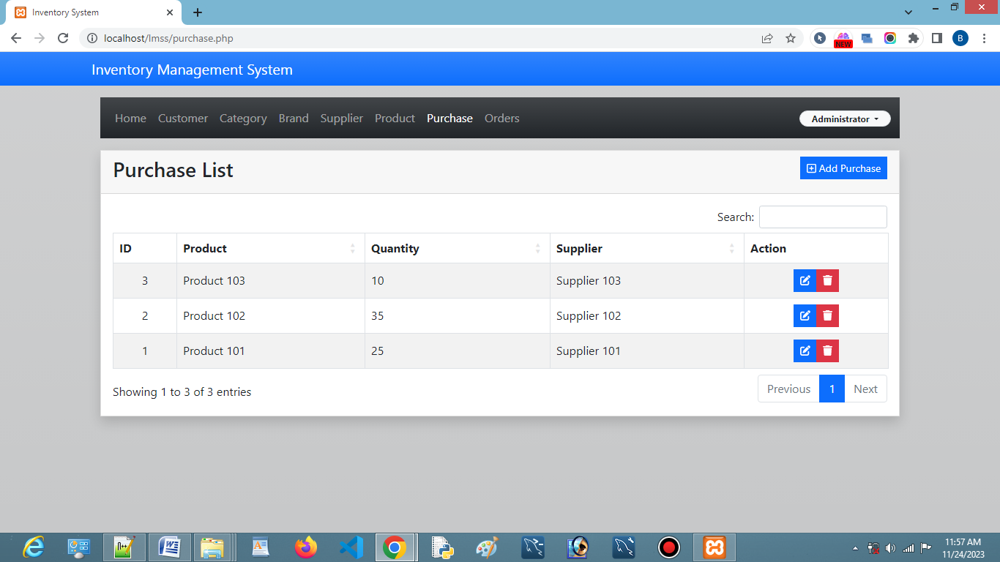 Inventory System
localhost/lmss/purchase.php
NEW
B
Inventory Management System
Home Customer Category Brand Supplier Product Purchase Orders Administrator
Purchase List
Add Purchase
Search:
ID Product Quantity Supplier Action
3 Product 103 10 Supplier 103
2 Product 102 35 Supplier 102
1 Product 101 25 Supplier 101
Showing 1 to 3 of 3 entries
Previous 1 Next
11:57 AM
11/24/2023